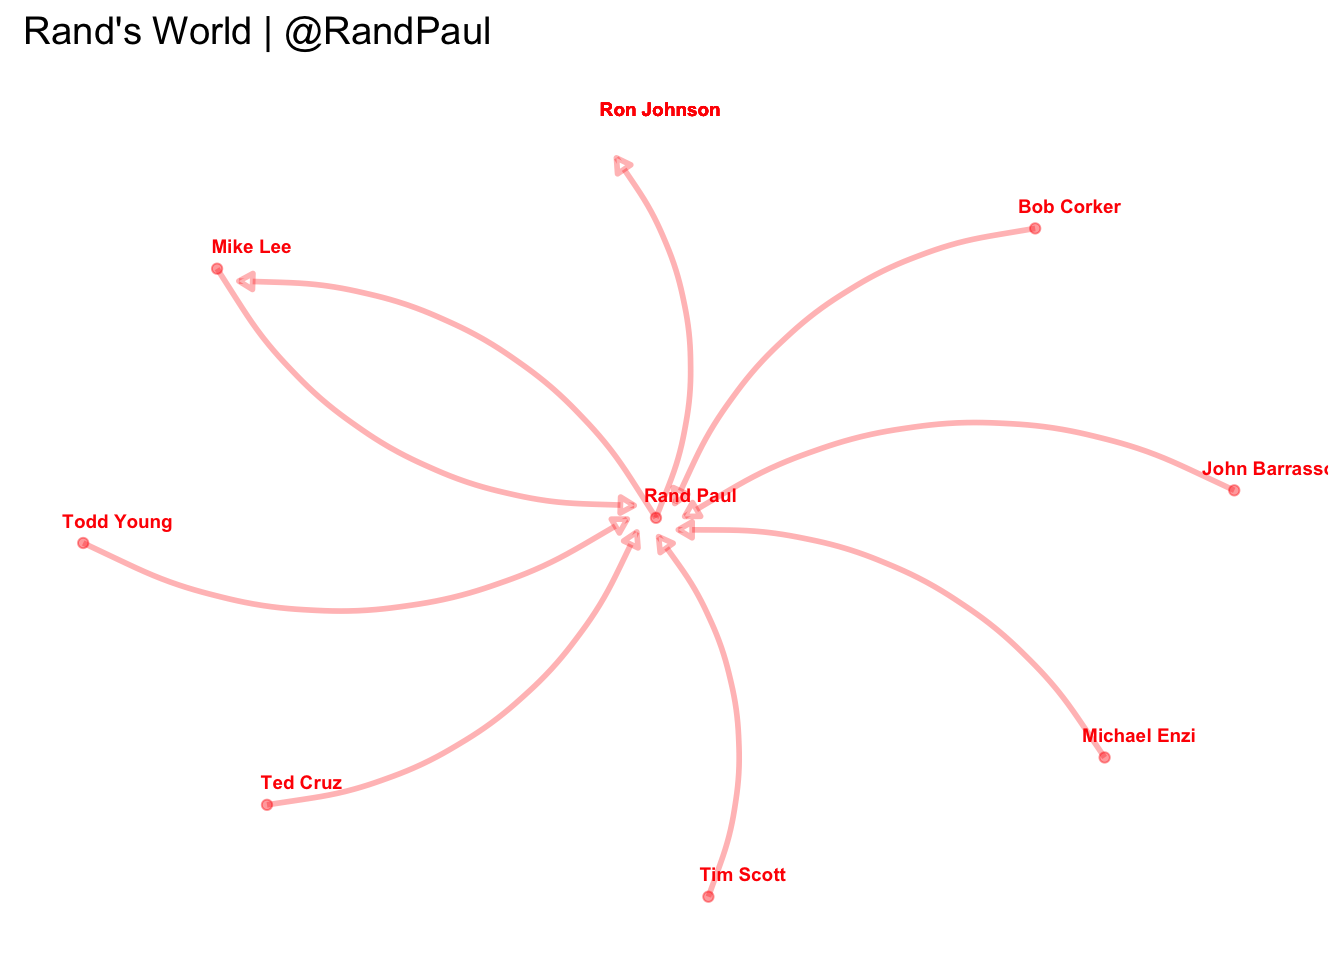 Rand's World | @RandPaul
Ron Johnson
Bob Corker
Mike Lee
John Barrasso
Rand Paul
Todd Young
Michael Enzi
Ted Cruz
Tim Scott